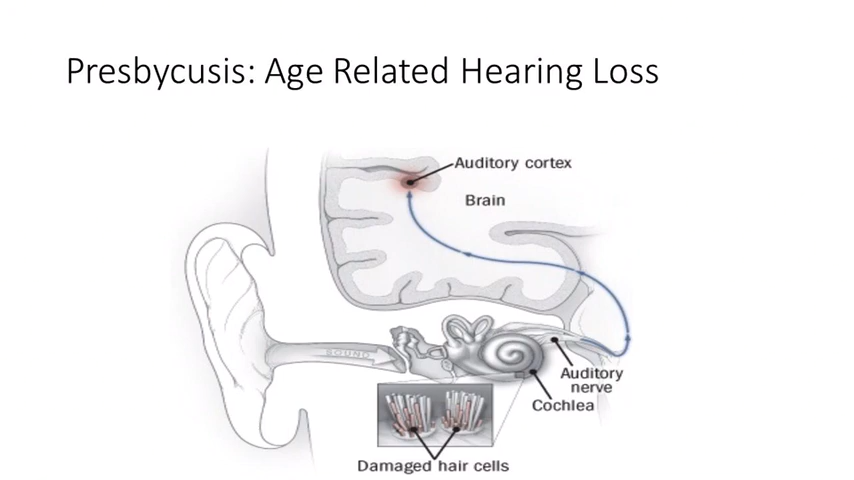 Presbycusis: Age Related Hearing Loss
Auditory cortex
Brain
SOUND
Auditory
nerve
Cochlea
Damaged hair cells